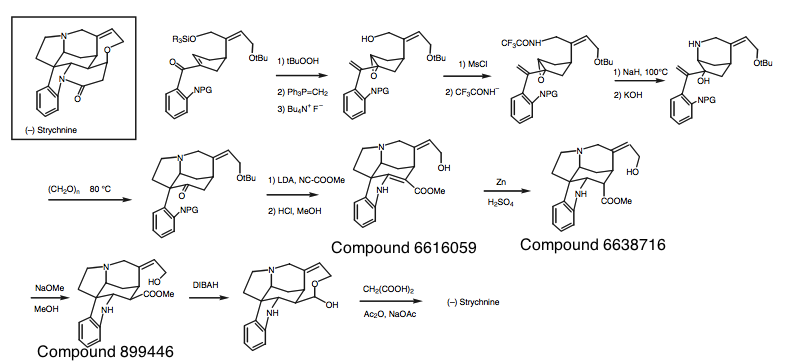 N
O
N
O
(–) Strychnine
R₃SiO
O
OtBu
NPG
1) tBuOOH
2) Ph₃P=CH₂
3) Bu₄N⁺ F⁻
HO
O
OtBu
NPG
1) MsCl
2) CF₃CONH⁻
CF₃CONH
O
OtBu
NPG
1) NaH, 100°C
2) KOH
HN
OtBu
OH
NPG
(CH₂O)ₙ 80 °C
N
OtBu
O
NPG
1) LDA, NC-COOMe
2) HCl, MeOH
N
OH
NH
COOMe
Compound 6616059
Zn
H₂SO₄
N
HO
NH
COOMe
Compound 6638716
NaOMe
MeOH
N
HO
COOMe
NH
Compound 899446
DIBAH
N
O
OH
NH
CH₂(COOH)₂
Ac₂O, NaOAc
(–) Strychnine